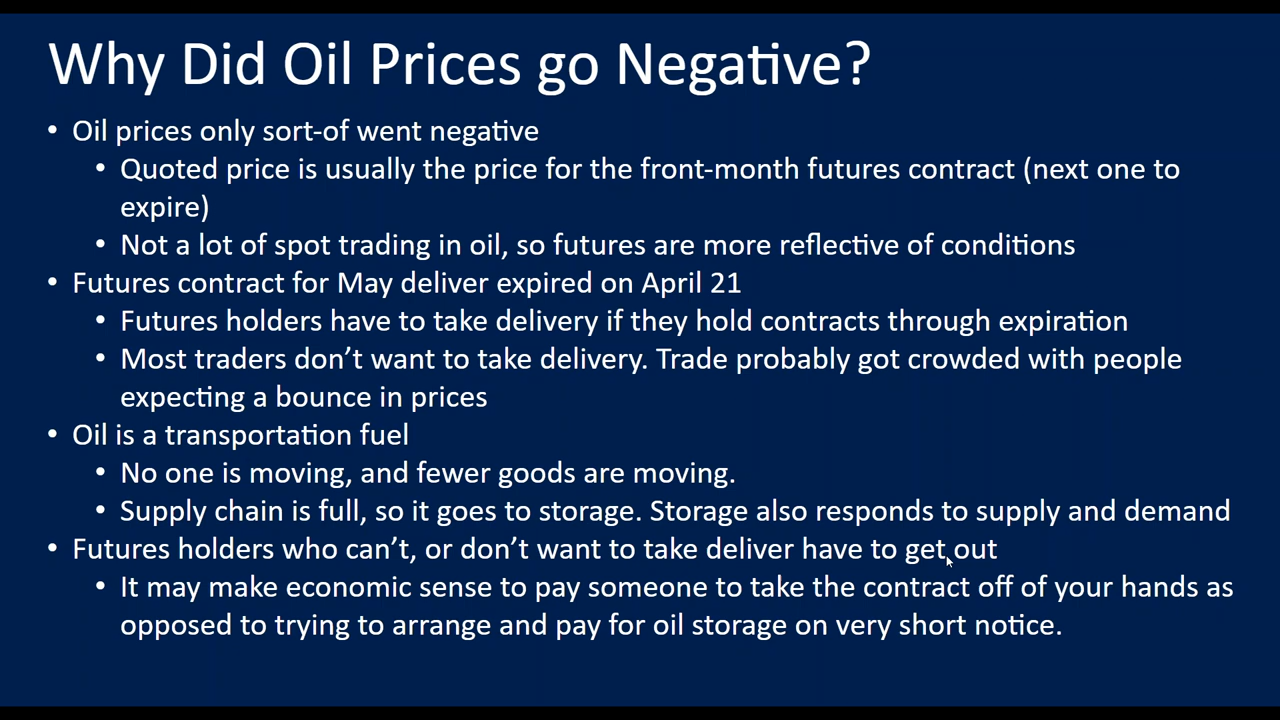 Why Did Oil Prices go Negative?
• Oil prices only sort-of went negative
• Quoted price is usually the price for the front-month futures contract (next one to
expire)
• Not a lot of spot trading in oil, so futures are more reflective of conditions
• Futures contract for May deliver expired on April 21
• Futures holders have to take delivery if they hold contracts through expiration
• Most traders don’t want to take delivery. Trade probably got crowded with people
expecting a bounce in prices
• Oil is a transportation fuel
• No one is moving, and fewer goods are moving.
• Supply chain is full, so it goes to storage. Storage also responds to supply and demand
• Futures holders who can’t, or don’t want to take deliver have to get out
• It may make economic sense to pay someone to take the contract off of your hands as
opposed to trying to arrange and pay for oil storage on very short notice.